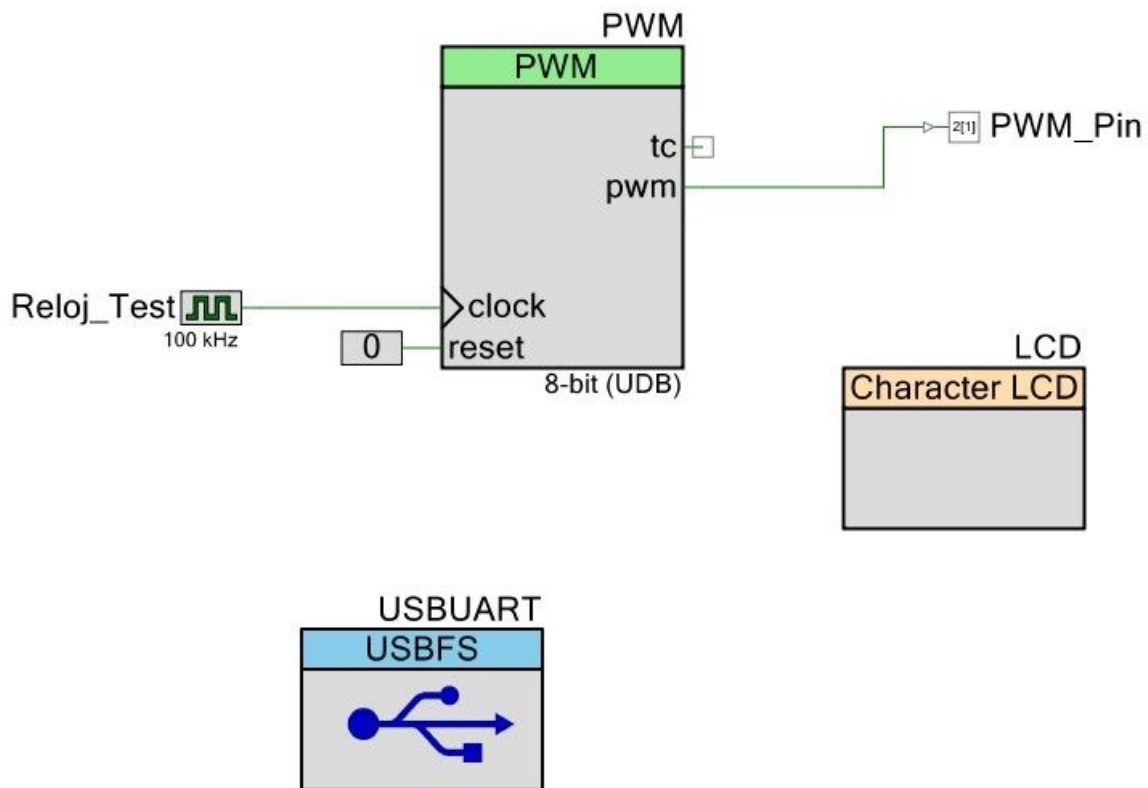 PWM
PWM
tc
pwm
2[1]
PWM_Pin
Reloj_Test
100 kHz
clock
0
reset
8-bit (UDB)
LCD
Character LCD
USBUART
USBFS